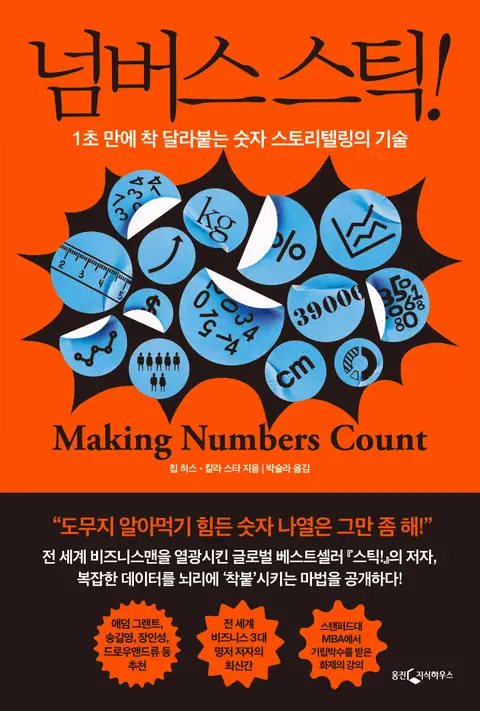 넘버스 스틱!
1초 만에 착 달라붙는 숫자 스토리텔링의 기술
kg
%
2 3 4 5
$
39000
cm
Making Numbers Count
칩 히스 • 칼라 스타 지음 | 박슬라 옮김
“도무지 알아먹기 힘든 숫자 나열은 그만 좀 해!”
전 세계 비즈니스맨을 열광시킨 글로벌 베스트셀러 『스틱!』의 저자,
복잡한 데이터를 뇌리에 ‘착붙’시키는 마법을 공개하다!
애덤 그랜트,
송길영, 장인성,
드로우앤드류 등
추천
전 세계
비즈니스 3대
명저 저자의
최신간
스탠퍼드대
MBA에서
기립박수를 받은
화제의 강의
웅진 지식하우스